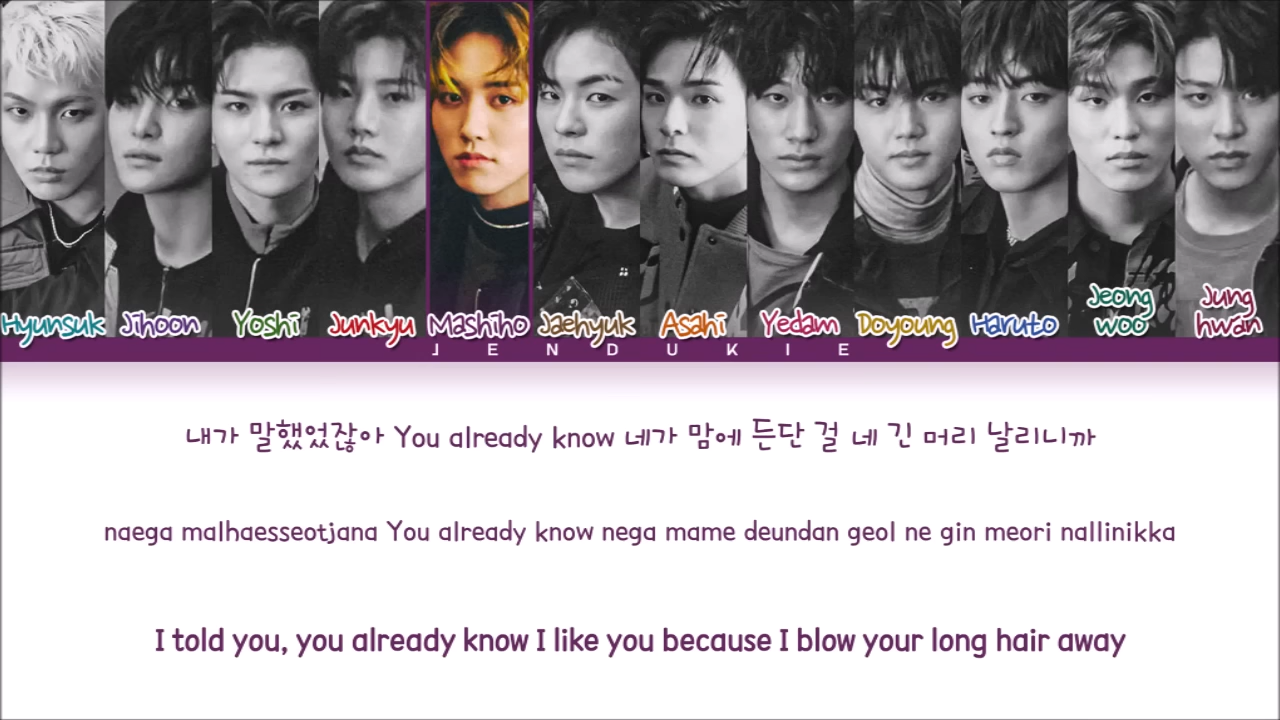 Hyunsuk Jihoon Yoshi Junkyu Mashiho Jaehyuk Asahi Yedam Doyoung Haruto Jeong woo Jung hwan
JENDUKIE
내가 말했었잖아 You already know 네가 맘에 든단 걸 네 긴 머리 날리니까
naega malhaesseotjana You already know nega mame deundan geol ne gin meori nallinikka
I told you, you already know I like you because I blow your long hair away